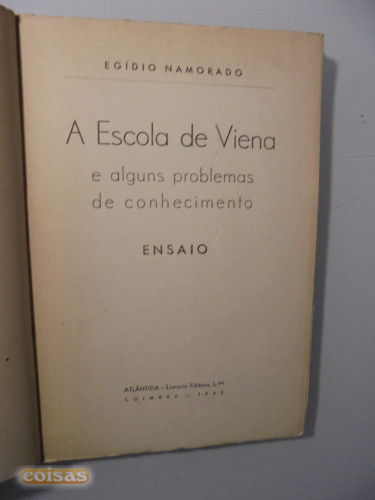 EGÍDIO NAMORADO
A Escola de Viena
e alguns problemas
de conhecimento
ENSAIO
ATLÂNTIDA — Livraria Editora, L.da
COIMBRA
coisas